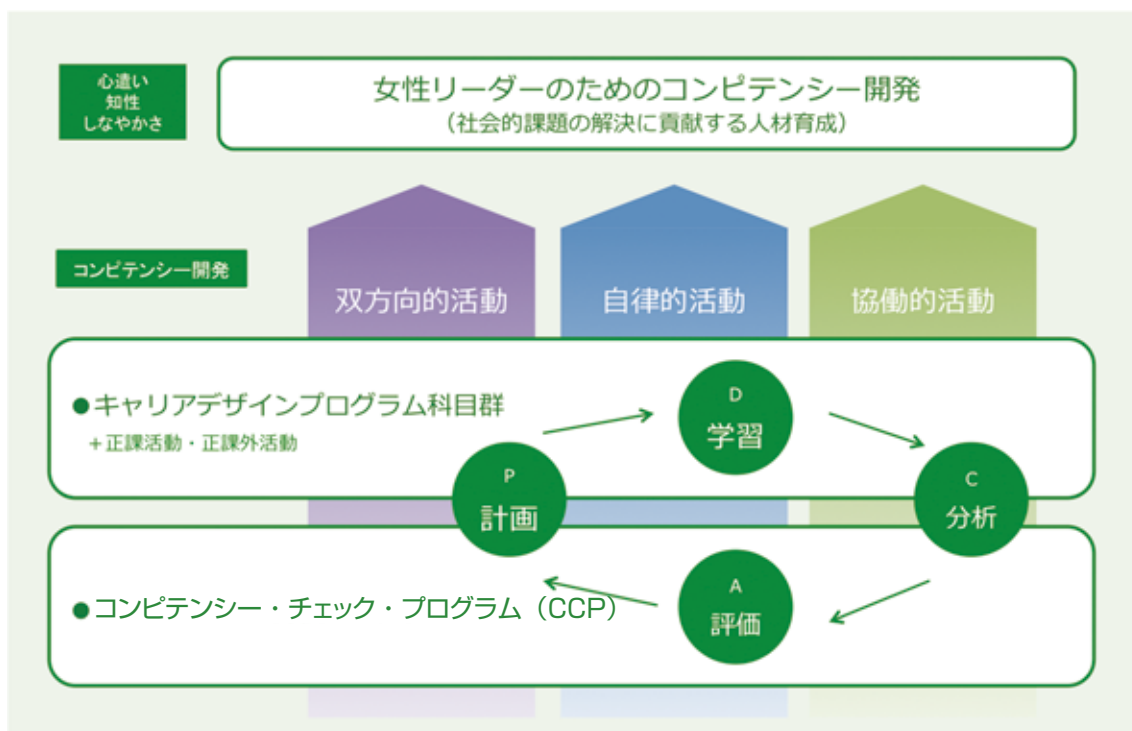 心遣い
知性
しなやかさ
女性リーダーのためのコンピテンシー開発
（社会的課題の解決に貢献する人材育成）
コンピテンシー開発
双方向的活動
自律的活動
協働的活動
●キャリアデザインプログラム科目群
＋正課活動・正課外活動
D
学習
P
計画
C
分析
●コンピテンシー・チェック・プログラム（CCP）
A
評価